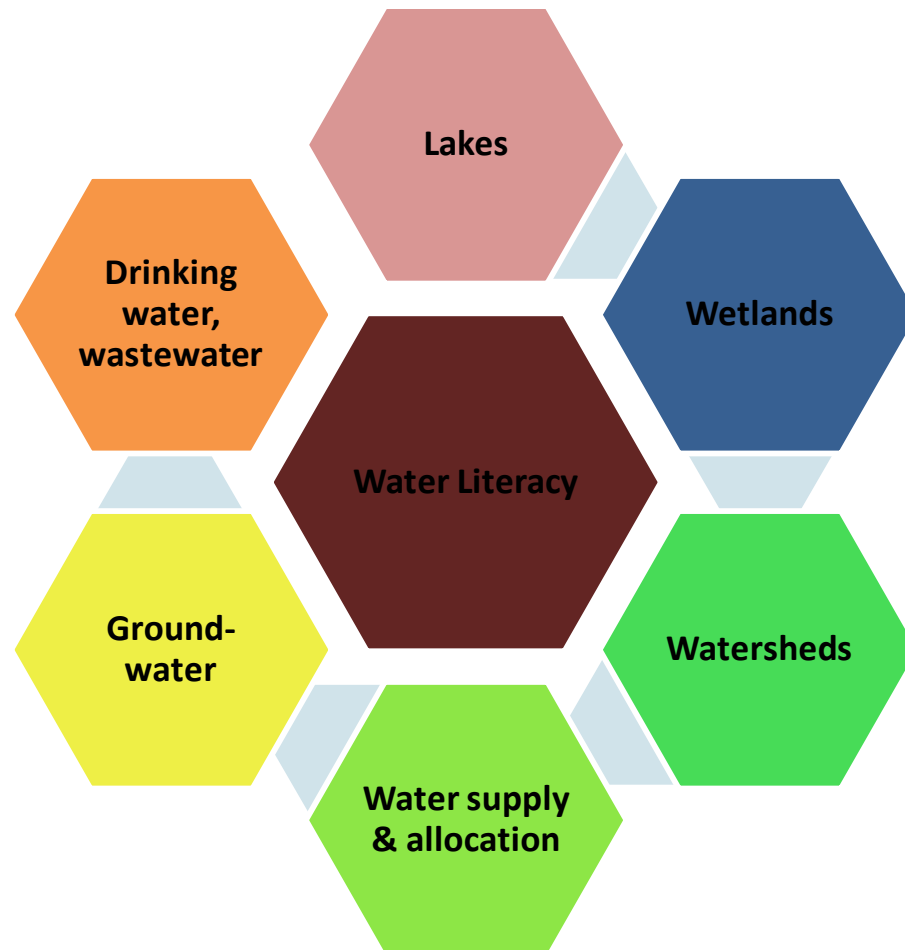 Lakes
Wetlands
Watersheds
Water supply
& allocation
Ground-
water
Drinking
water,
wastewater
Water Literacy